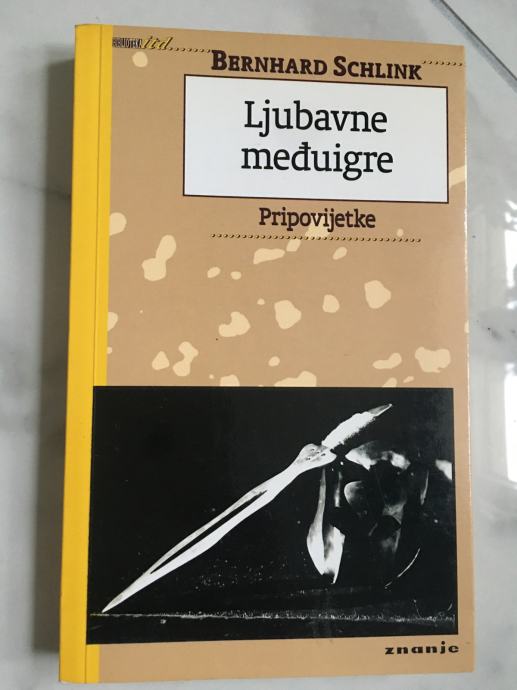 BIBLIOTEKA itd
BERNHARD SCHLINK
Ljubavne
međuigre
Pripovijetke
znanje